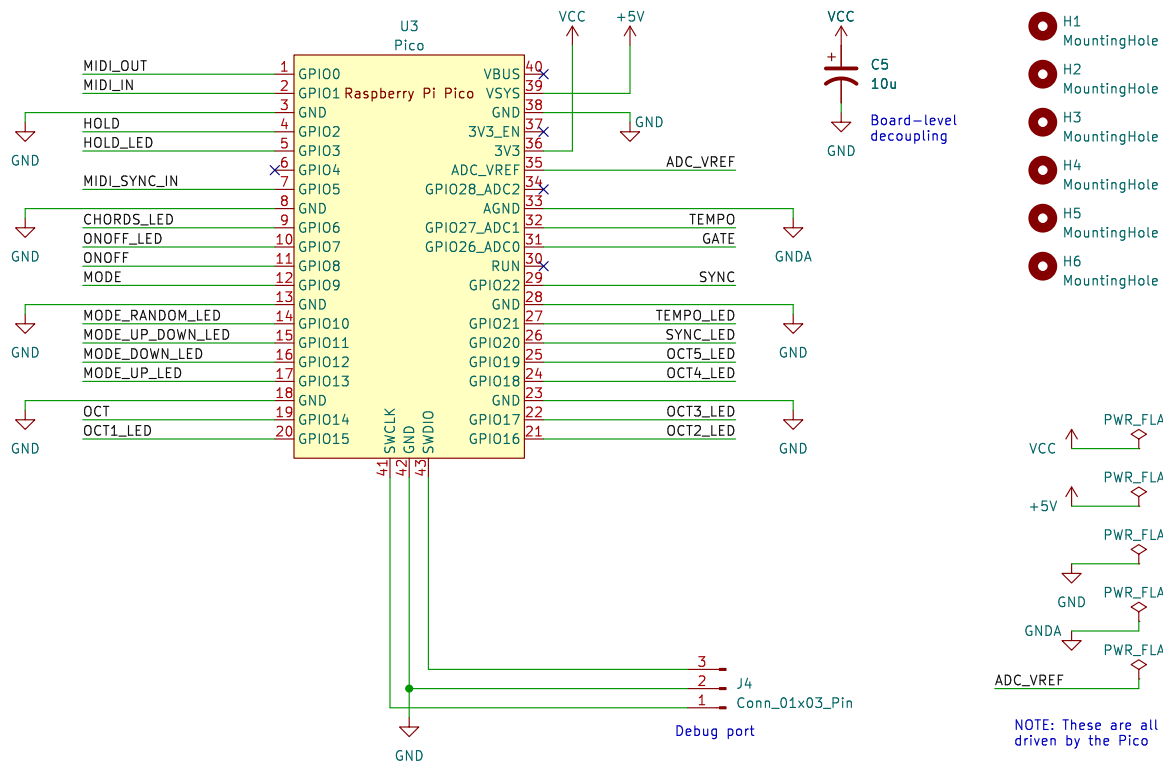 U3
Pico
VCC
+5V
VCC
C5
10u
GND
Board-level
decoupling
H1
MountingHole
H2
MountingHole
H3
MountingHole
H4
MountingHole
H5
MountingHole
H6
MountingHole
Raspberry Pi Pico
MIDI_OUT 1 GPIO0
MIDI_IN 2 GPIO1
3 GND
GND
HOLD 4 GPIO2
HOLD_LED 5 GPIO3
6 GPIO4
MIDI_SYNC_IN 7 GPIO5
8 GND
GND
CHORDS_LED 9 GPIO6
ONOFF_LED 10 GPIO7
ONOFF 11 GPIO8
MODE 12 GPIO9
13 GND
GND
MODE_RANDOM_LED 14 GPIO10
MODE_UP_DOWN_LED 15 GPIO11
MODE_DOWN_LED 16 GPIO12
MODE_UP_LED 17 GPIO13
18 GND
GND
OCT 19 GPIO14
OCT1_LED 20 GPIO15
VBUS 40
VSYS 39
GND 38
GND
3V3_EN 37
3V3 36
ADC_VREF 35 ADC_VREF
GPIO28_ADC2 34
AGND 33
GNDA
GPIO27_ADC1 32 TEMPO
GPIO26_ADC0 31 GATE
RUN 30
GPIO22 29 SYNC
GND 28
GND
GPIO21 27 TEMPO_LED
GPIO20 26 SYNC_LED
GPIO19 25 OCT5_LED
GPIO18 24 OCT4_LED
GND 23
GND
GPIO17 22 OCT3_LED
GPIO16 21 OCT2_LED
SWCLK 41
GND 42
SWDIO 43
3
2
1
J4
Conn_01x03_Pin
Debug port
GND
PWR_FLA
VCC
PWR_FLA
+5V
PWR_FLA
GND
PWR_FLA
GNDA
PWR_FLA
ADC_VREF
NOTE: These are all
driven by the Pico